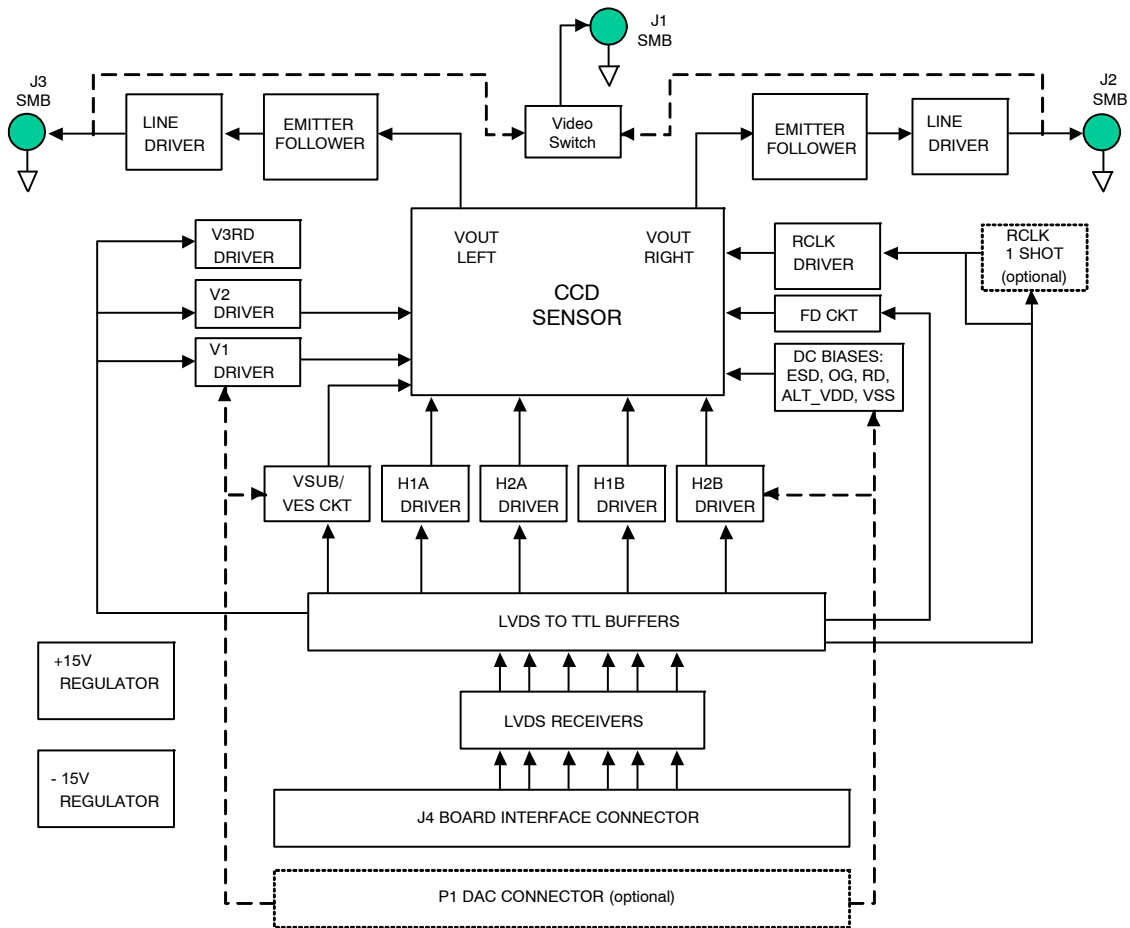 J1
SMB
J3
SMB
J2
SMB
LINE
DRIVER
EMITTER
FOLLOWER
Video
Switch
EMITTER
FOLLOWER
LINE
DRIVER
V3RD
DRIVER
VOUT
LEFT
VOUT
RIGHT
RCLK
DRIVER
RCLK
1 SHOT
(optional)
V2
DRIVER
CCD
SENSOR
FD CKT
V1
DRIVER
DC BIASES:
ESD, OG, RD,
ALT_VDD, VSS
VSUB/
VES CKT
H1A
DRIVER
H2A
DRIVER
H1B
DRIVER
H2B
DRIVER
LVDS TO TTL BUFFERS
+15V
REGULATOR
LVDS RECEIVERS
- 15V
REGULATOR
J4 BOARD INTERFACE CONNECTOR
P1 DAC CONNECTOR (optional)